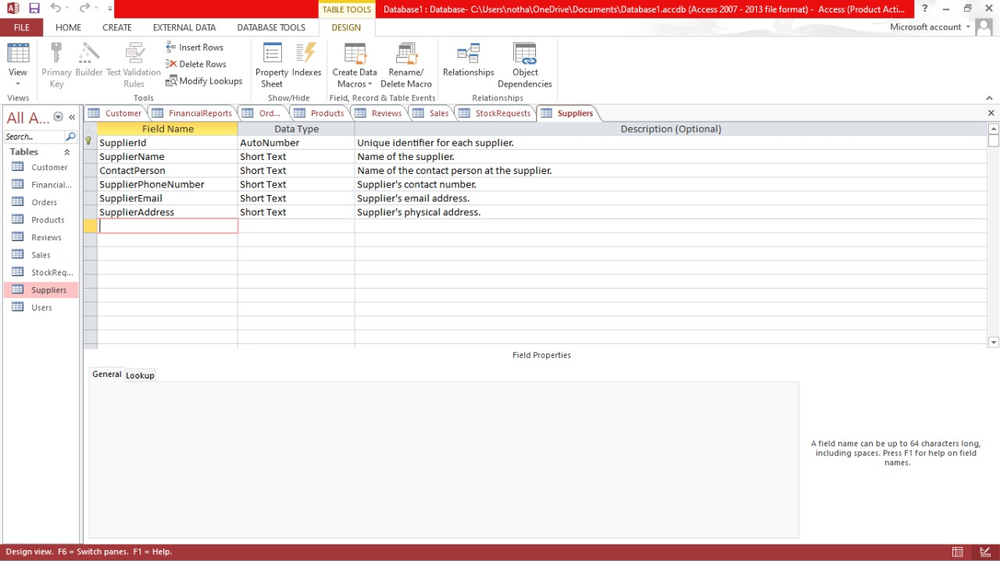 TABLE TOOLS
Database1 : Database- C:\Users\notha\OneDrive\Documents\Database1.accdb (Access 2007 - 2013 file format) - Access (Product Acti...
?
FILE HOME CREATE EXTERNAL DATA DATABASE TOOLS DESIGN
Microsoft account
View
Primary Key
Builder
Test Validation Rules
Insert Rows
Delete Rows
Modify Lookups
Property Sheet
Indexes
Create Data Macros
Rename/ Delete Macro
Relationships
Object Dependencies
Views
Tools
Show/Hide
Field, Record & Table Events
Relationships
All A...
Search...
Tables
Customer
Financial...
Orders
Products
Reviews
Sales
StockReq...
Suppliers
Users
Customer FinancialReports Ord... Products Reviews Sales StockRequests Suppliers
Field Name Data Type Description (Optional)
SupplierId AutoNumber Unique identifier for each supplier.
SupplierName Short Text Name of the supplier.
ContactPerson Short Text Name of the contact person at the supplier.
SupplierPhoneNumber Short Text Supplier's contact number.
SupplierEmail Short Text Supplier's email address.
SupplierAddress Short Text Supplier's physical address.
Field Properties
General Lookup
A field name can be up to 64 characters long,
including spaces. Press F1 for help on field
names.
Design view. F6 = Switch panes. F1 = Help.